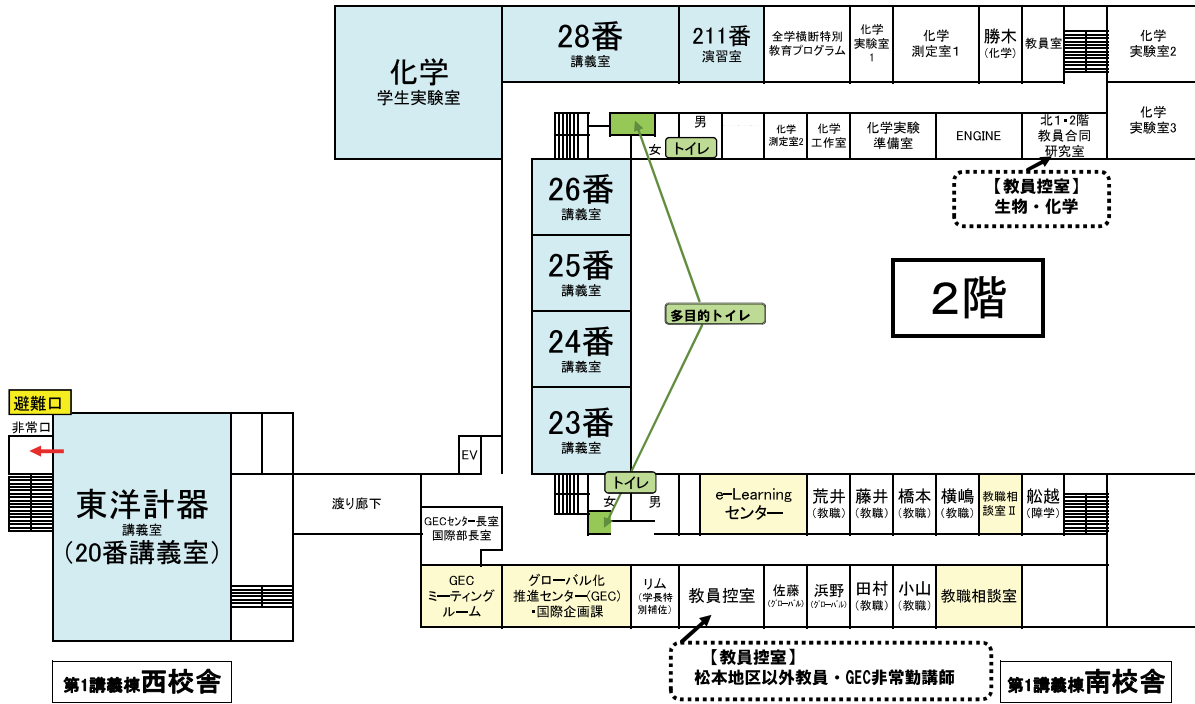 化学
学生実験室
28番
講義室
211番
演習室
全学横断特別
教育プログラム
化学
実験室
1
化学
測定室1
勝木
(化学)
教員室
化学
実験室2
男
女
トイレ
化学
測定室2
化学
工作室
化学実験
準備室
ENGINE
北1・2階
教員合同
研究室
化学
実験室3
【教員控室】
生物・化学
26番
講義室
25番
講義室
24番
講義室
23番
講義室
多目的トイレ
2階
避難口
非常口
東洋計器
講義室
(20番講義室)
渡り廊下
EV
GECセンター長室
国際部長室
トイレ
女
男
e-Learning
センター
荒井
(教職)
藤井
(教職)
橋本
(教職)
横嶋
(教職)
教職相
談室Ⅱ
舩越
(障学)
GEC
ミーティング
ルーム
グローバル化
推進センター(GEC)
・国際企画課
リム
(学長特
別補佐)
教員控室
佐藤
(グローバル)
浜野
(グローバル)
田村
(教職)
小山
(教職)
教職相談室
【教員控室】
松本地区以外教員・GEC非常勤講師
第1講義棟西校舎
第1講義棟南校舎